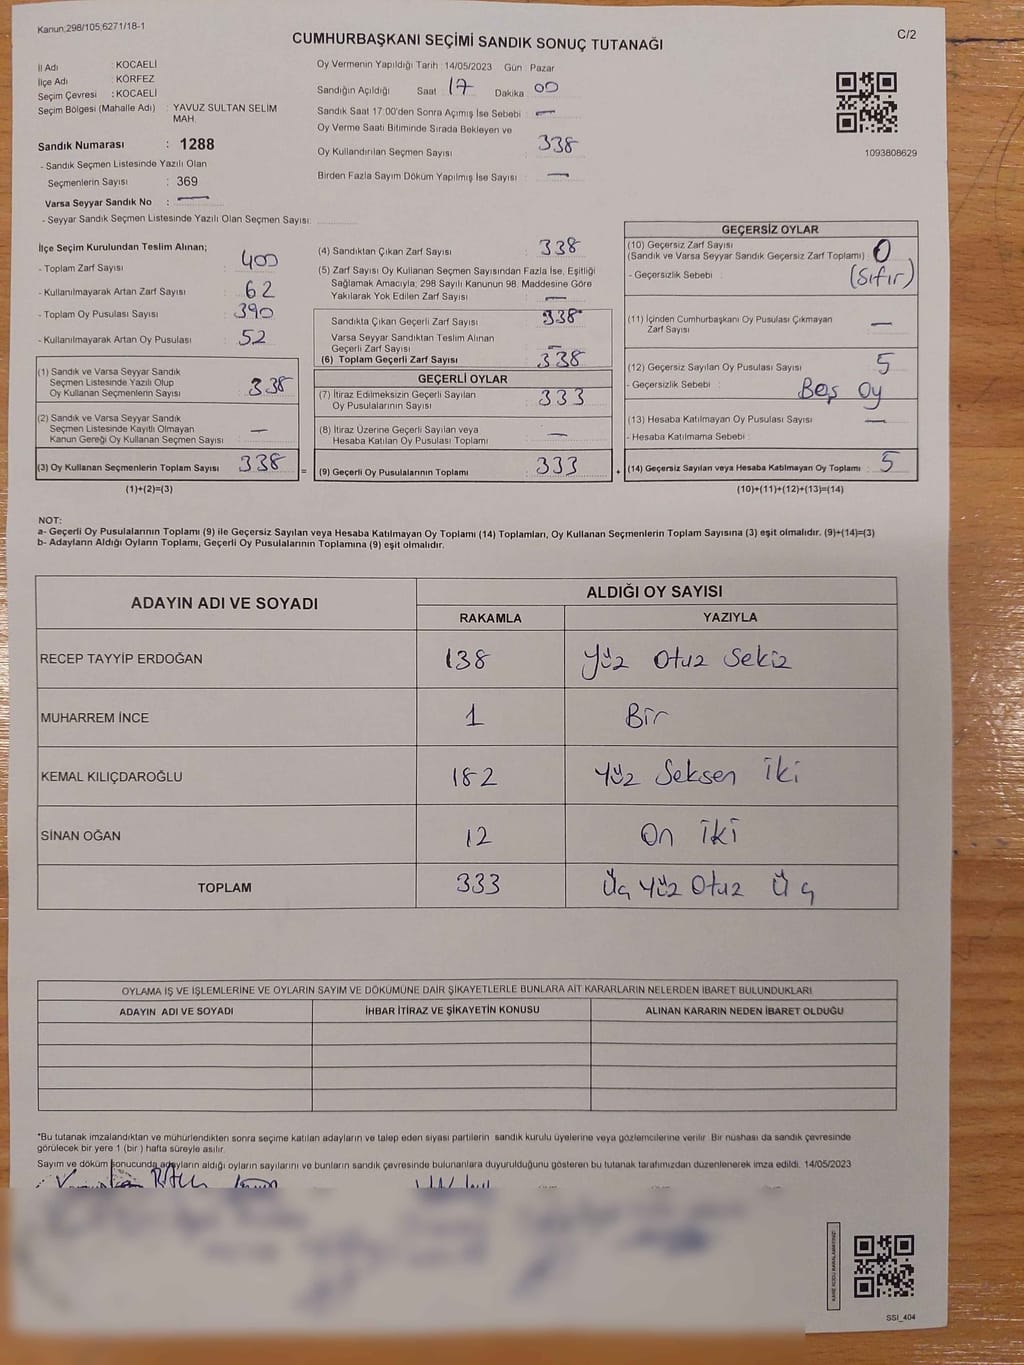 Kanun:298/105,6271/18-1
C/2
CUMHURBAŞKANI SEÇİMİ SANDIK SONUÇ TUTANAĞI
İl Adı : KOCAELİ
İlçe Adı : KÖRFEZ
Seçim Çevresi : KOCAELİ
Seçim Bölgesi (Mahalle Adı) : YAVUZ SULTAN SELİM
MAH.
Sandık Numarası : 1288
- Sandık Seçmen Listesinde Yazılı Olan
Seçmenlerin Sayısı : 369
Varsa Seyyar Sandık No : —
- Seyyar Sandık Seçmen Listesinde Yazılı Olan Seçmen Sayısı:
Oy Vermenin Yapıldığı Tarih : 14/05/2023 Gün : Pazar
Sandığın Açıldığı Saat : 17 Dakika : 00
Sandık Saat 17:00'den Sonra Açımış İse Sebebi : —
Oy Verme Saati Bitiminde Sırada Bekleyen ve
Oy Kullandırılan Seçmen Sayısı : 338
Birden Fazla Sayım Döküm Yapılmış İse Sayısı : —
1093808629
İlçe Seçim Kurulundan Teslim Alınan;
- Toplam Zarf Sayısı : 400
- Kullanılmayarak Artan Zarf Sayısı : 62
- Toplam Oy Pusulası Sayısı : 390
- Kullanılmayarak Artan Oy Pusulası : 52
(1) Sandık ve Varsa Seyyar Sandık
Seçmen Listesinde Yazılı Olup
Oy Kullanan Seçmenlerin Sayısı : 338
(2) Sandık ve Varsa Seyyar Sandık
Seçmen Listesinde Kayıtlı Olmayan
Kanun Gereği Oy Kullanan Seçmen Sayısı : —
(3) Oy Kullanan Seçmenlerin Toplam Sayısı : 338
(1)+(2)=(3)
(4) Sandıktan Çıkan Zarf Sayısı : 338
(5) Zarf Sayısı Oy Kullanan Seçmen Sayısından Fazla İse, Eşitliği
Sağlamak Amacıyla; 298 Sayılı Kanunun 98. Maddesine Göre
Yakılarak Yok Edilen Zarf Sayısı : —
Sandıkta Çıkan Geçerli Zarf Sayısı : 338
Varsa Seyyar Sandıktan Teslim Alınan
Geçerli Zarf Sayısı : —
(6) Toplam Geçerli Zarf Sayısı : 338
GEÇERLİ OYLAR
(7) İtiraz Edilmeksizin Geçerli Sayılan
Oy Pusulalarının Sayısı : 333
(8) İtiraz Üzerine Geçerli Sayılan veya
Hesaba Katılan Oy Pusulası Toplamı : —
= (9) Geçerli Oy Pusulalarının Toplamı : 333 +
GEÇERSİZ OYLAR
(10) Geçersiz Zarf Sayısı
(Sandık ve Varsa Seyyar Sandık Geçersiz Zarf Toplamı) : 0
- Geçersizlik Sebebi : (Sıfır)
(11) İçinden Cumhurbaşkanı Oy Pusulası Çıkmayan
Zarf Sayısı : —
(12) Geçersiz Sayılan Oy Pusulası Sayısı : 5
- Geçersizlik Sebebi : Beş Oy
(13) Hesaba Katılmayan Oy Pusulası Sayısı : —
- Hesaba Katılmama Sebebi :
(14) Geçersiz Sayılan veya Hesaba Katılmayan Oy Toplamı : 5
(10)+(11)+(12)+(13)=(14)
NOT:
a- Geçerli Oy Pusulalarının Toplamı (9) ile Geçersiz Sayılan veya Hesaba Katılmayan Oy Toplamı (14) Toplamları, Oy Kullanan Seçmenlerin Toplam Sayısına (3) eşit olmalıdır. (9)+(14)=(3)
b- Adayların Aldığı Oyların Toplamı, Geçerli Oy Pusulalarının Toplamına (9) eşit olmalıdır.
ADAYIN ADI VE SOYADI ALDIĞI OY SAYISI
RAKAMLA YAZIYLA
RECEP TAYYİP ERDOĞAN 138 Yüz Otuz Sekiz
MUHARREM İNCE 1 Bir
KEMAL KILIÇDAROĞLU 182 Yüz Seksen İki
SİNAN OĞAN 12 On İki
TOPLAM 333 Üç Yüz Otuz Üç
OYLAMA İŞ VE İŞLEMLERİNE VE OYLARIN SAYIM VE DÖKÜMÜNE DAİR ŞİKAYETLERLE BUNLARA AİT KARARLARIN NELERDEN İBARET BULUNDUKLARI
ADAYIN ADI VE SOYADI İHBAR İTİRAZ VE ŞİKAYETİN KONUSU ALINAN KARARIN NEDEN İBARET OLDUĞU
*Bu tutanak imzalandıktan ve mühürlendikten sonra seçime katılan adayların ve talep eden siyasi partilerin sandık kurulu üyelerine veya gözlemcilerine verilir. Bir nüshası da sandık çevresinde
görülecek bir yere 1 (bir) hafta süreyle asılır.
Sayım ve döküm sonucunda adayların aldığı oyların sayılarını ve bunların sandık çevresinde bulunanlara duyurulduğunu gösteren bu tutanak tarafımızdan düzenlenerek imza edildi. 14/05/2023
SSI_404